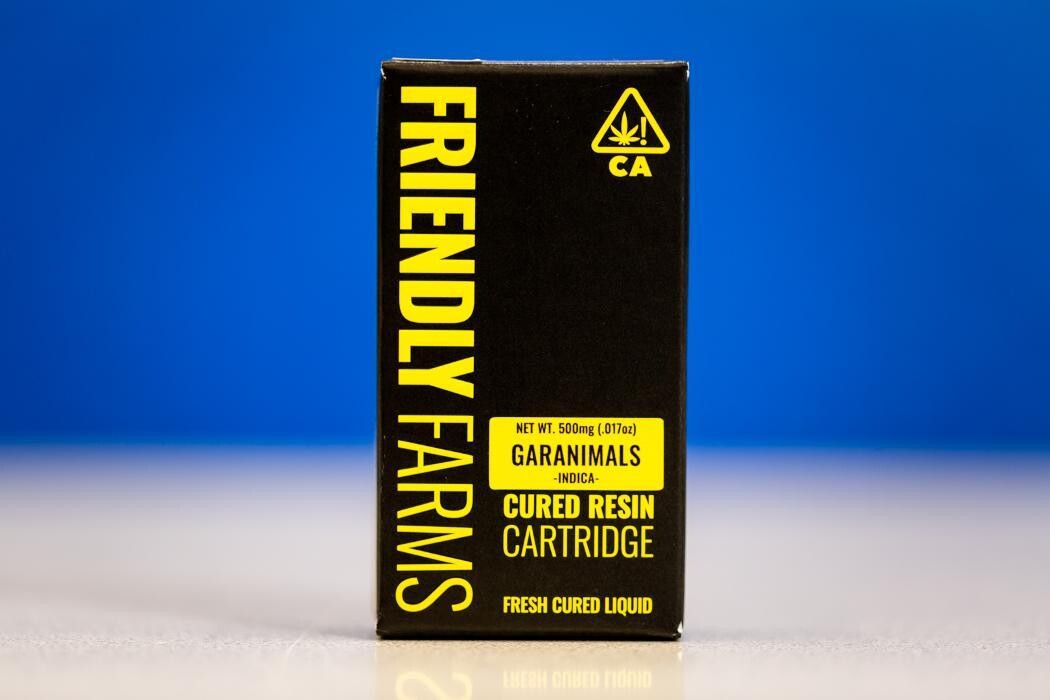 FRIENDLY FARMS
!
CA
NET WT. 500mg (.017oz)
GARANIMALS
-INDICA-
CURED RESIN
CARTRIDGE
FRESH CURED LIQUID